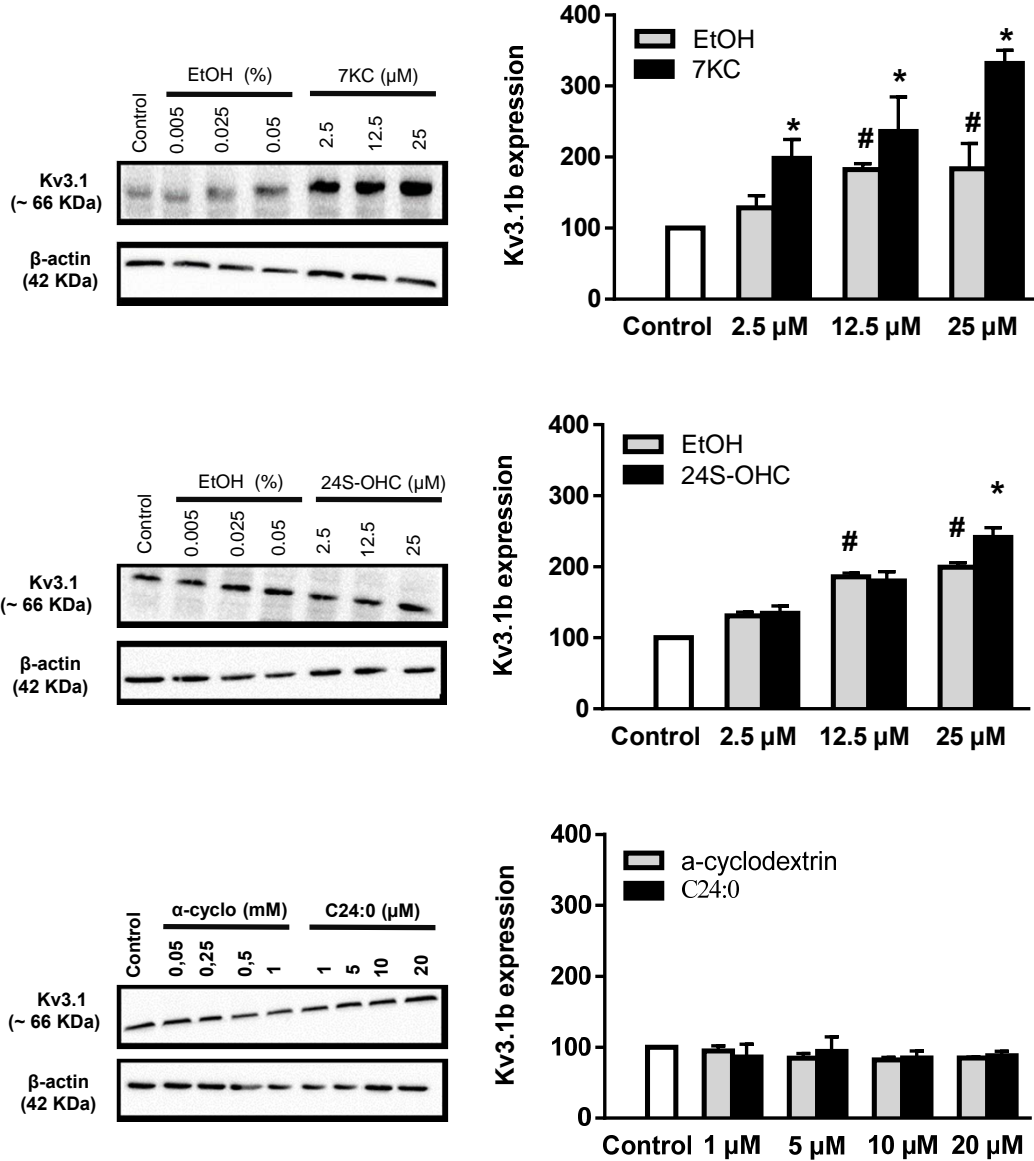 EtOH (%)
7KC (µM)
Control
0.005
0.025
0.05
2.5
12.5
25
Kv3.1
(~ 66 KDa)
β-actin
(42 KDa)
Kv3.1b expression
400
300
200
100
0
EtOH
7KC
*
*
*
#
#
Control
2.5 µM
12.5 µM
25 µM
EtOH (%)
24S-OHC (µM)
Control
0.005
0.025
0.05
2.5
12.5
25
Kv3.1
(~ 66 KDa)
β-actin
(42 KDa)
Kv3.1b expression
400
300
200
100
0
EtOH
24S-OHC
#
#
*
Control
2.5 µM
12.5 µM
25 µM
α-cyclo (mM)
C24:0 (µM)
Control
0,05
0,25
0,5
1
1
5
10
20
Kv3.1
(~ 66 KDa)
β-actin
(42 KDa)
Kv3.1b expression
400
300
200
100
0
a-cyclodextrin
C24:0
Control
1 µM
5 µM
10 µM
20 µM